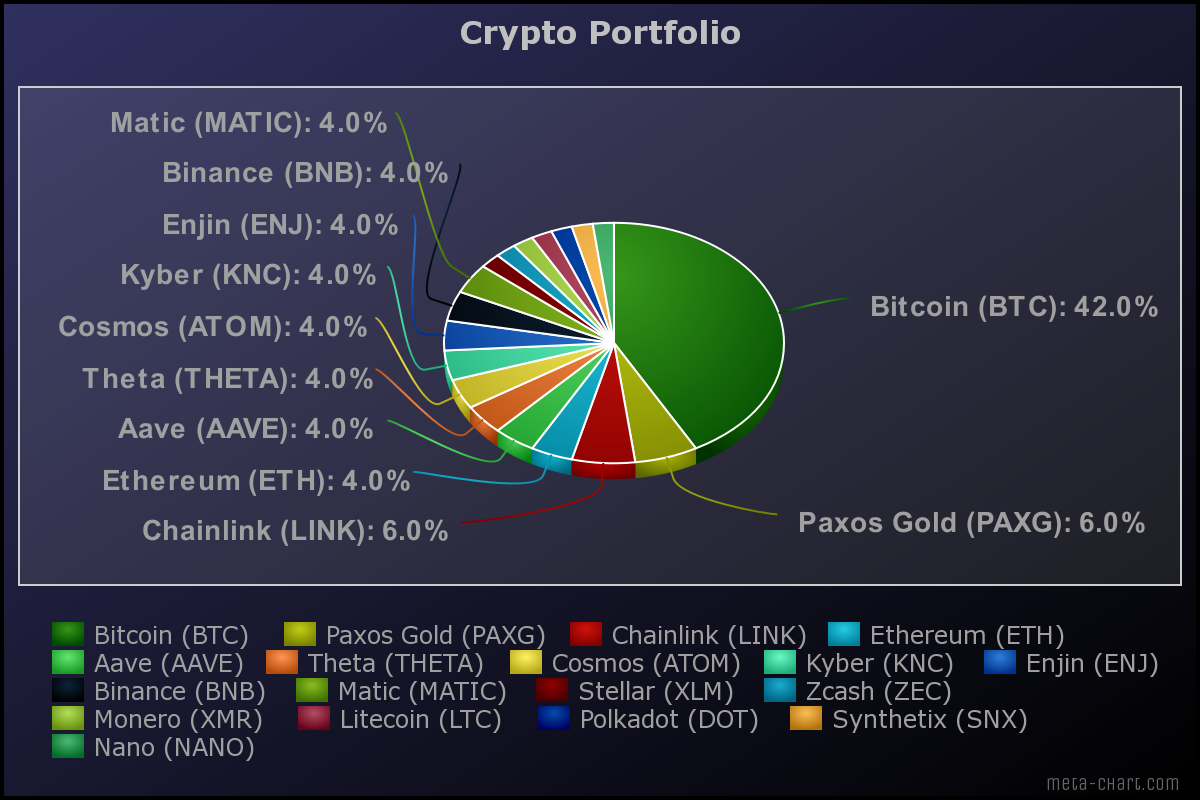 Crypto Portfolio
Matic (MATIC): 4.0%
Binance (BNB): 4.0%
Enjin (ENJ): 4.0%
Kyber (KNC): 4.0%
Bitcoin (BTC): 42.0%
Cosmos (ATOM): 4.0%
Theta (THETA): 4.0%
Aave (AAVE): 4.0%
Ethereum (ETH): 4.0%
Chainlink (LINK): 6.0%
Paxos Gold (PAXG): 6.0%
Bitcoin (BTC) Paxos Gold (PAXG) Chainlink (LINK) Ethereum (ETH)
Aave (AAVE) Theta (THETA) Cosmos (ATOM) Kyber (KNC) Enjin (ENJ)
Binance (BNB) Matic (MATIC) Stellar (XLM) Zcash (ZEC)
Monero (XMR) Litecoin (LTC) Polkadot (DOT) Synthetix (SNX)
Nano (NANO)
meta-chart.com